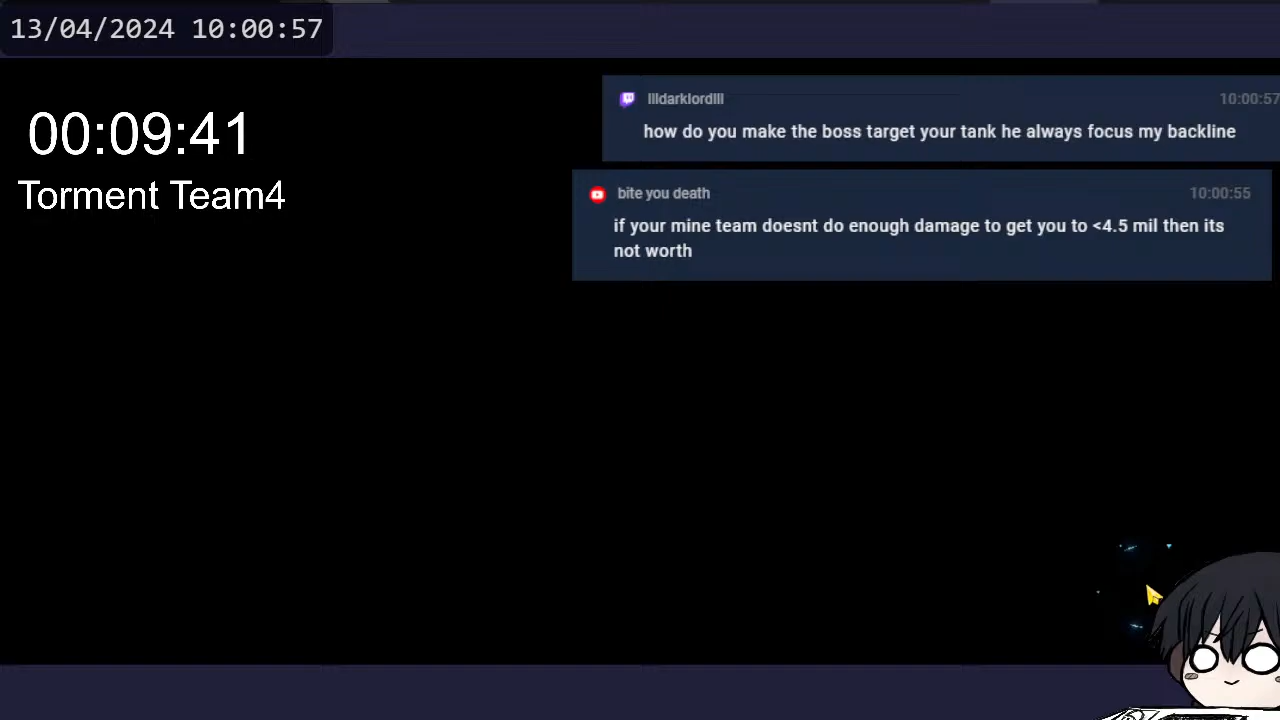 13/04/2024 10:00:57
00:09:41
Torment Team4
llldarklordlll 10:00:57
how do you make the boss target your tank he always focus my backline
bite you death 10:00:55
if your mine team doesnt do enough damage to get you to <4.5 mil then its
not worth